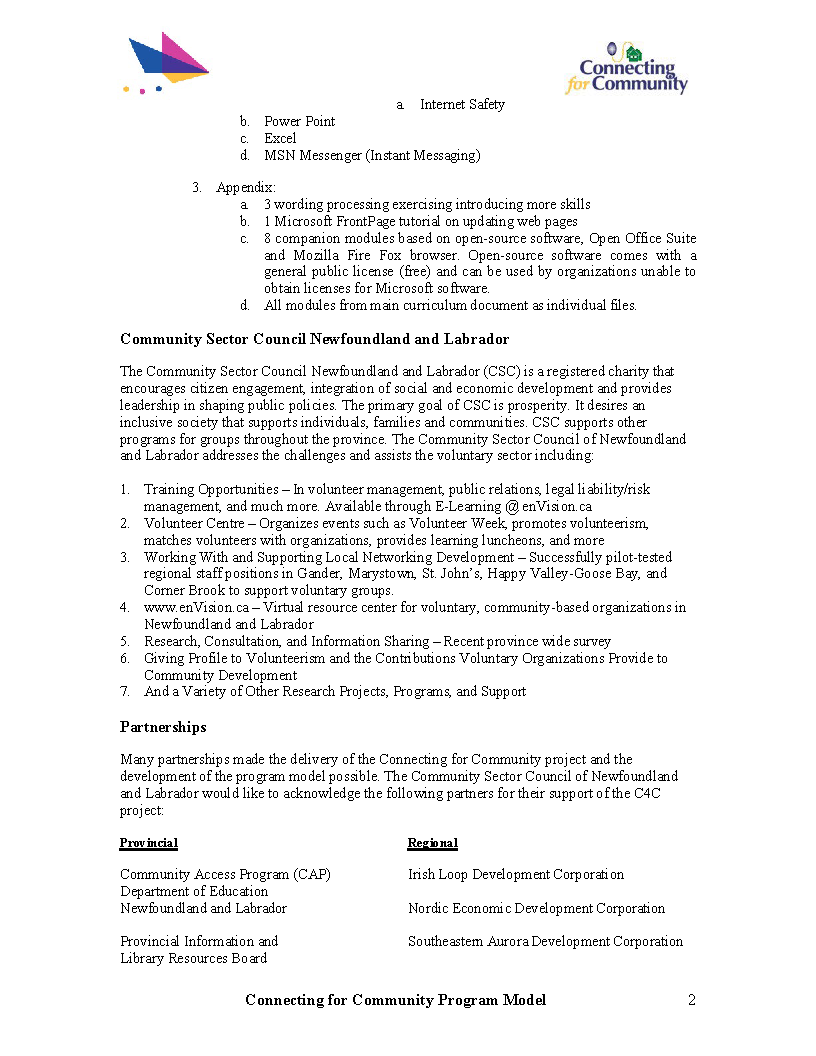 Connecting
for Community
a. Internet Safety
b. Power Point
c. Excel
d. MSN Messenger (Instant Messaging)
3. Appendix:
a. 3 wording processing exercising introducing more skills
b. 1 Microsoft FrontPage tutorial on updating web pages
c. 8 companion modules based on open-source software, Open Office Suite
and Mozilla Fire Fox browser. Open-source software comes with a
general public license (free) and can be used by organizations unable to
obtain licenses for Microsoft software.
d. All modules from main curriculum document as individual files.
Community Sector Council Newfoundland and Labrador
The Community Sector Council Newfoundland and Labrador (CSC) is a registered charity that
encourages citizen engagement, integration of social and economic development and provides
leadership in shaping public policies. The primary goal of CSC is prosperity. It desires an
inclusive society that supports individuals, families and communities. CSC supports other
programs for groups throughout the province. The Community Sector Council of Newfoundland
and Labrador addresses the challenges and assists the voluntary sector including:
1. Training Opportunities – In volunteer management, public relations, legal liability/risk
management, and much more. Available through E-Learning @ enVision.ca
2. Volunteer Centre – Organizes events such as Volunteer Week, promotes volunteerism,
matches volunteers with organizations, provides learning luncheons, and more
3. Working With and Supporting Local Networking Development – Successfully pilot-tested
regional staff positions in Gander, Marystown, St. John's, Happy Valley-Goose Bay, and
Corner Brook to support voluntary groups.
4. www.enVision.ca – Virtual resource center for voluntary, community-based organizations in
Newfoundland and Labrador
5. Research, Consultation, and Information Sharing – Recent province wide survey
6. Giving Profile to Volunteerism and the Contributions Voluntary Organizations Provide to
Community Development
7. And a Variety of Other Research Projects, Programs, and Support
Partnerships
Many partnerships made the delivery of the Connecting for Community project and the
development of the program model possible. The Community Sector Council of Newfoundland
and Labrador would like to acknowledge the following partners for their support of the C4C
project:
Provincial Regional
Community Access Program (CAP) Irish Loop Development Corporation
Department of Education
Newfoundland and Labrador Nordic Economic Development Corporation
Provincial Information and Southeastern Aurora Development Corporation
Library Resources Board
Connecting for Community Program Model 2